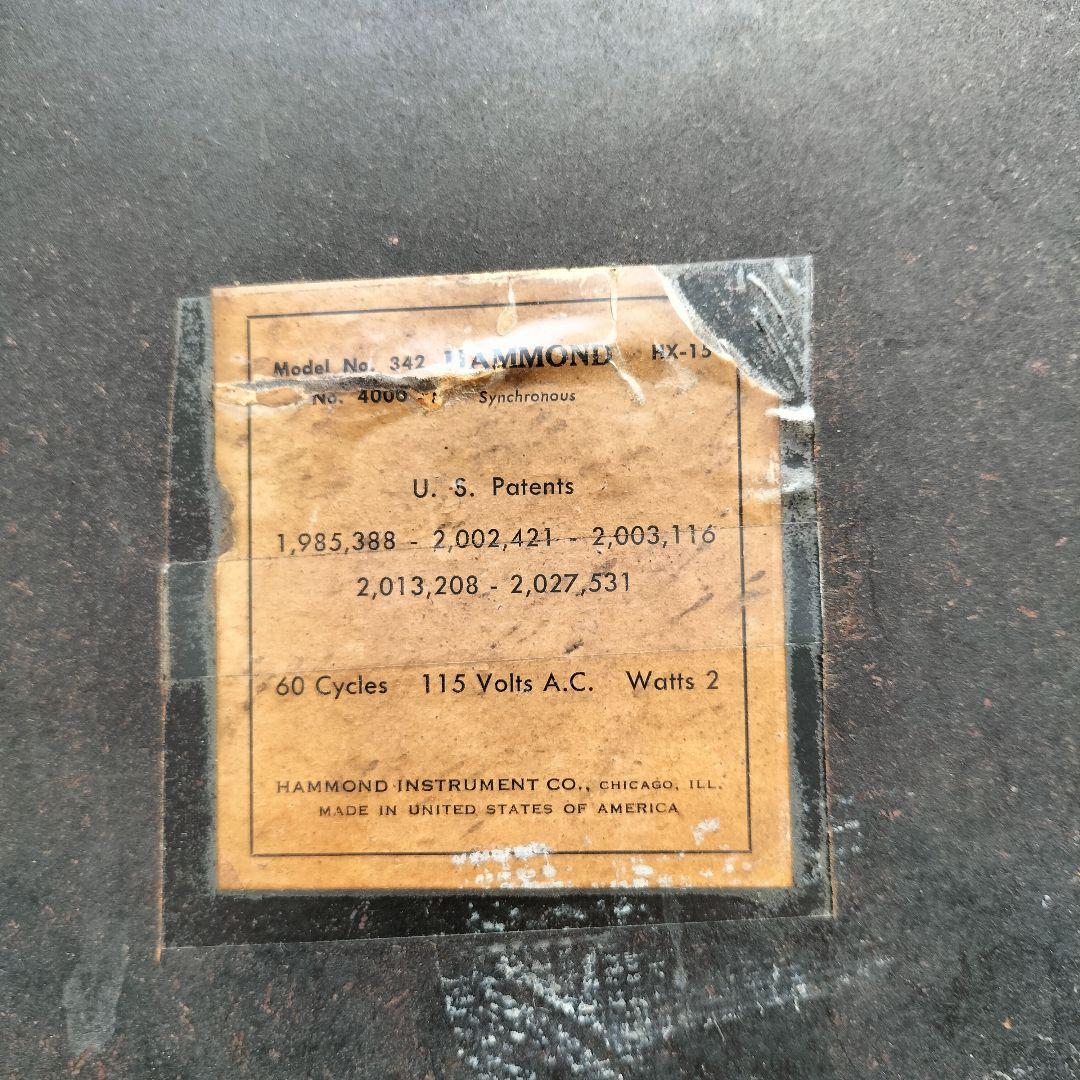 Model No. 342 HAMMOND HX-15
No. 4006 Synchronous
U. S. Patents
1,985,388 - 2,002,421 - 2,003,116
2,013,208 - 2,027,531
60 Cycles 115 Volts A.C. Watts 2
HAMMOND INSTRUMENT CO., CHICAGO, ILL.
MADE IN UNITED STATES OF AMERICA